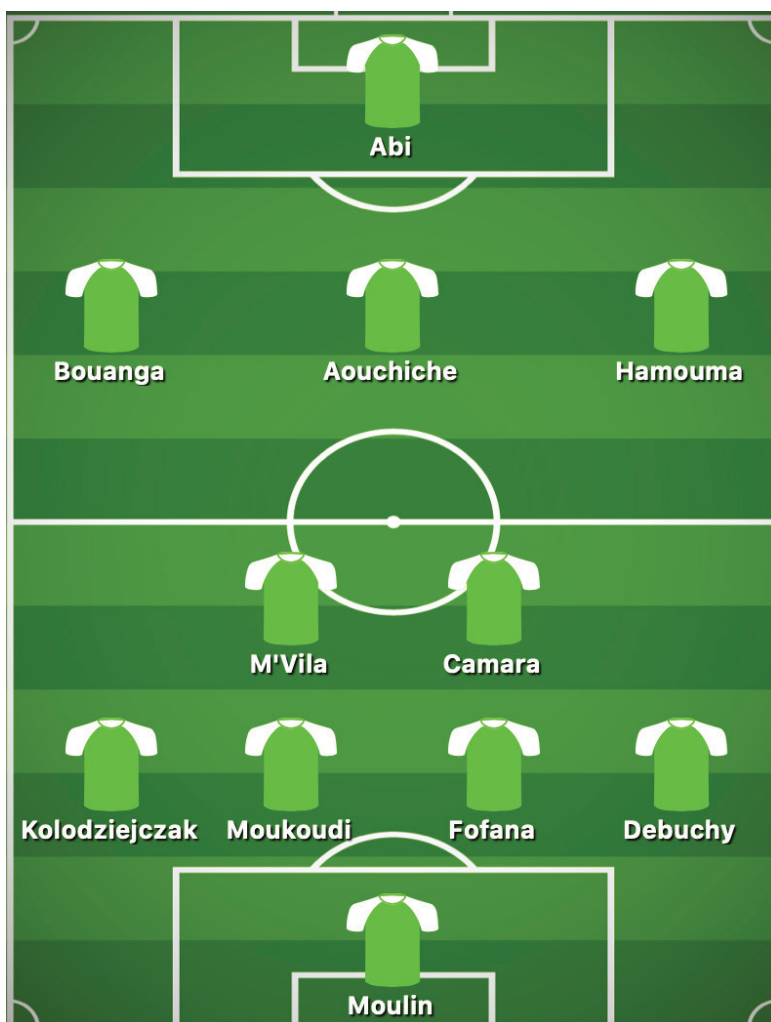 Abi
Bouanga Aouchiche Hamouma
M'Vila Camara
Kolodziejczak Moukoudi Fofana Debuchy
Moulin